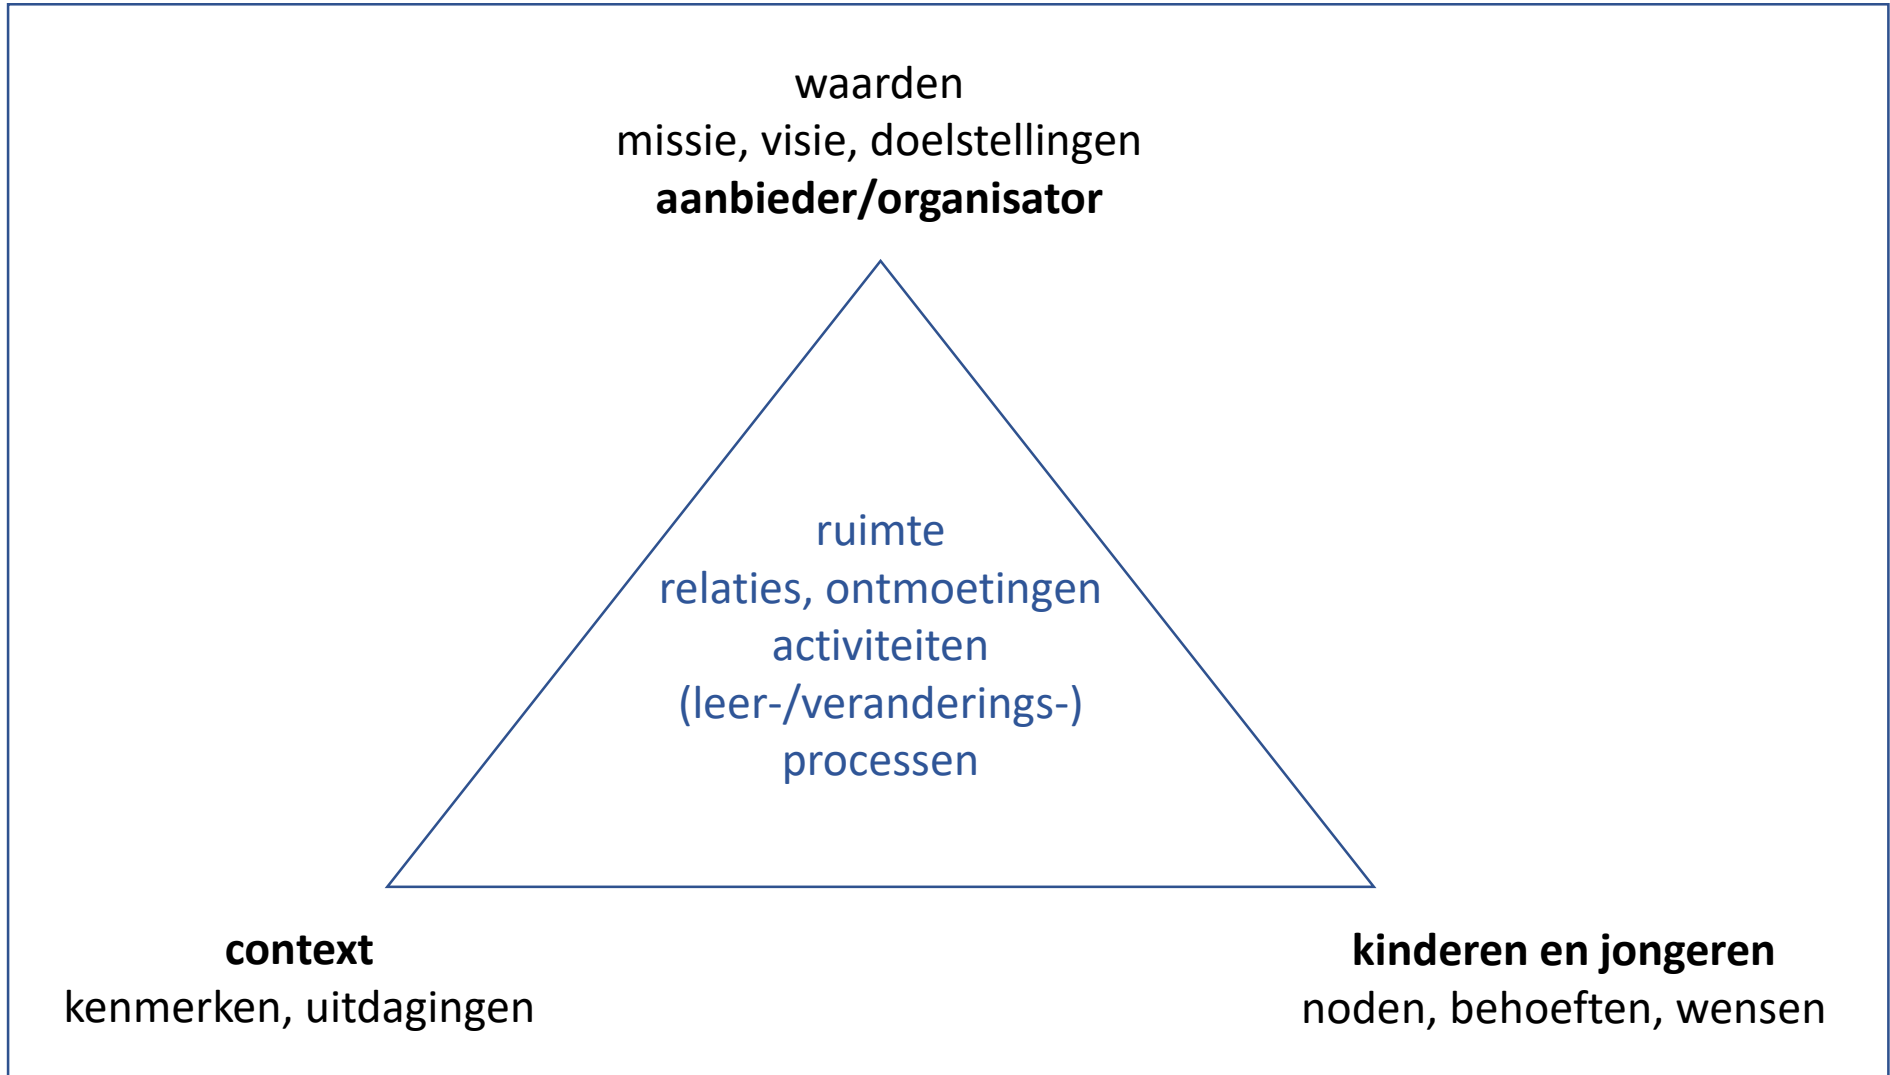 waarden
missie, visie, doelstellingen
aanbieder/organisator
ruimte
relaties, ontmoetingen
activiteiten
(leer-/veranderings-)
processen
context
kenmerken, uitdagingen
kinderen en jongeren
noden, behoeften, wensen